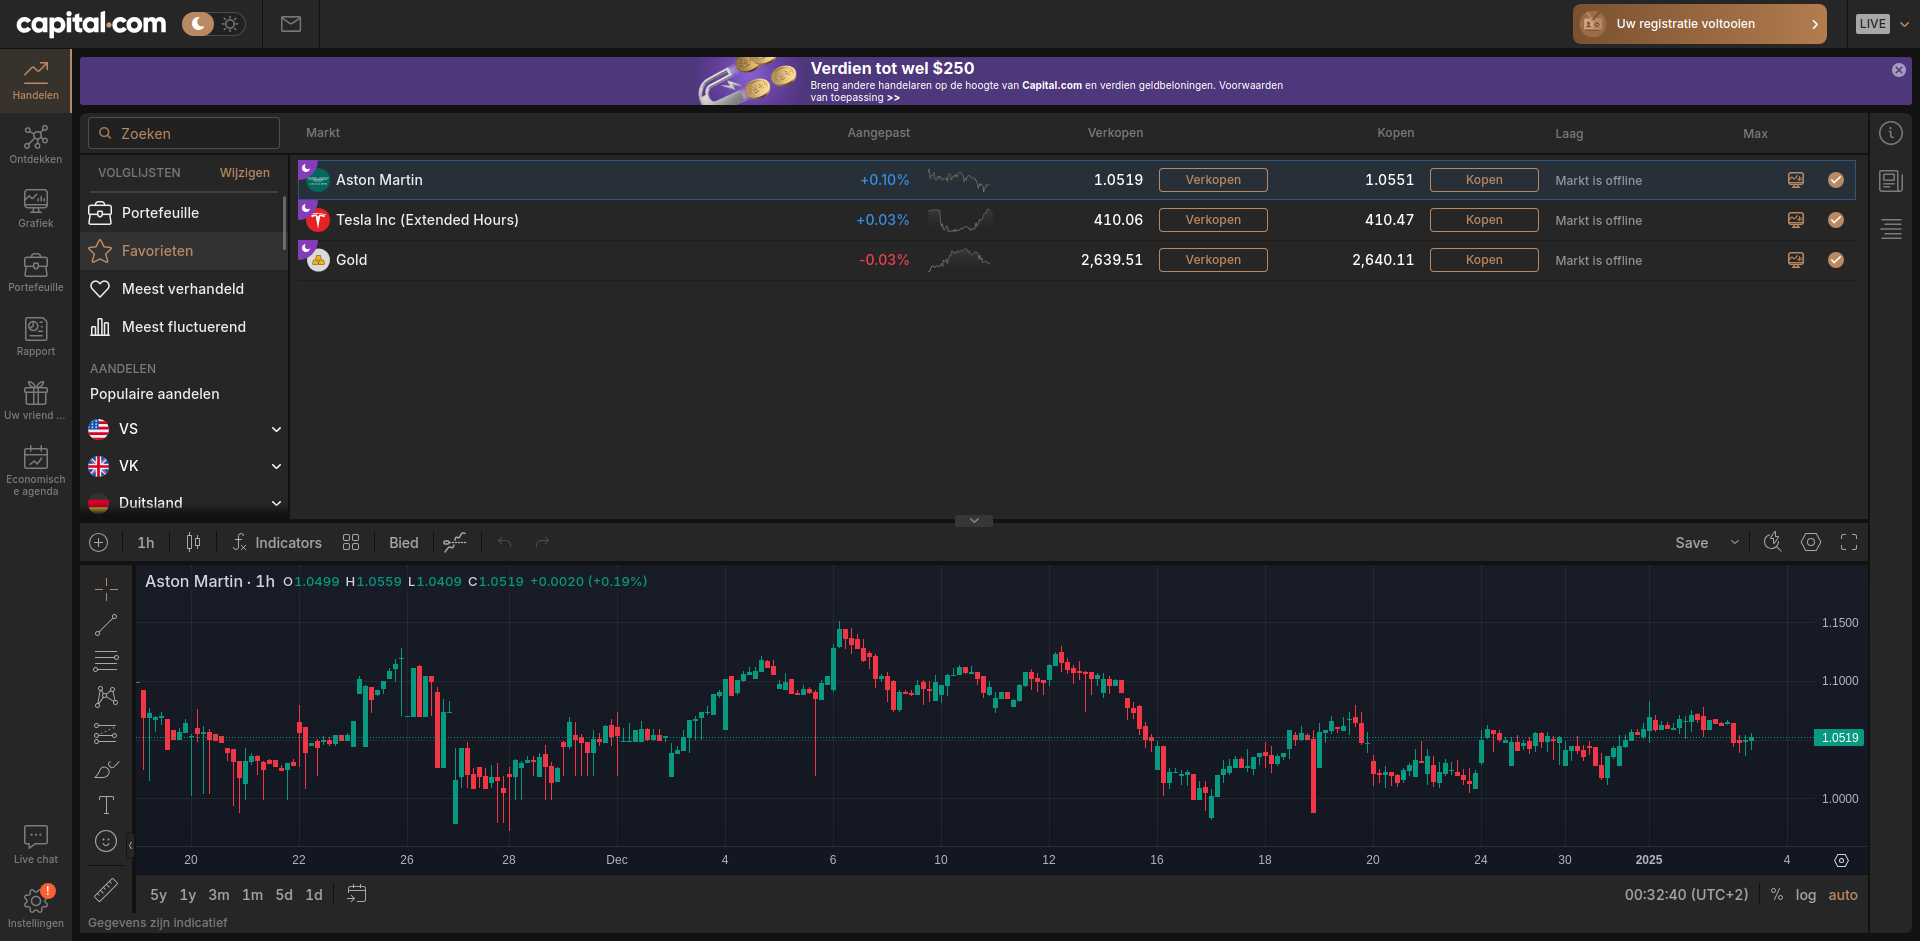 capital.com
Uw registratie voltooien
LIVE
Handelen
Ontdekken
Grafiek
Portefeuille
Rapport
Uw vriend ...
Economisch
e agenda
Live chat
!
Instellingen
Verdien tot wel $250
Breng andere handelaren op de hoogte van Capital.com en verdien geldbeloningen. Voorwaarden
van toepassing >>
Zoeken
Markt Aangepast Verkopen Kopen Laag Max
VOLGLIJSTEN Wijzigen
Portefeuille
Favorieten
Meest verhandeld
Meest fluctuerend
AANDELEN
Populaire aandelen
VS
VK
Duitsland
Aston Martin +0.10% 1.0519 Verkopen 1.0551 Kopen Markt is offline
Tesla Inc (Extended Hours) +0.03% 410.06 Verkopen 410.47 Kopen Markt is offline
Gold -0.03% 2,639.51 Verkopen 2,640.11 Kopen Markt is offline
1h Indicators Bied Save
Aston Martin · 1h O1.0499 H1.0559 L1.0409 C1.0519 +0.0020 (+0.19%)
1.1500
1.1000
1.0519
1.0000
20 22 26 28 Dec 4 6 10 12 16 18 20 24 30 2025 4
5y 1y 3m 1m 5d 1d 00:32:40 (UTC+2) % log auto
Gegevens zijn indicatief